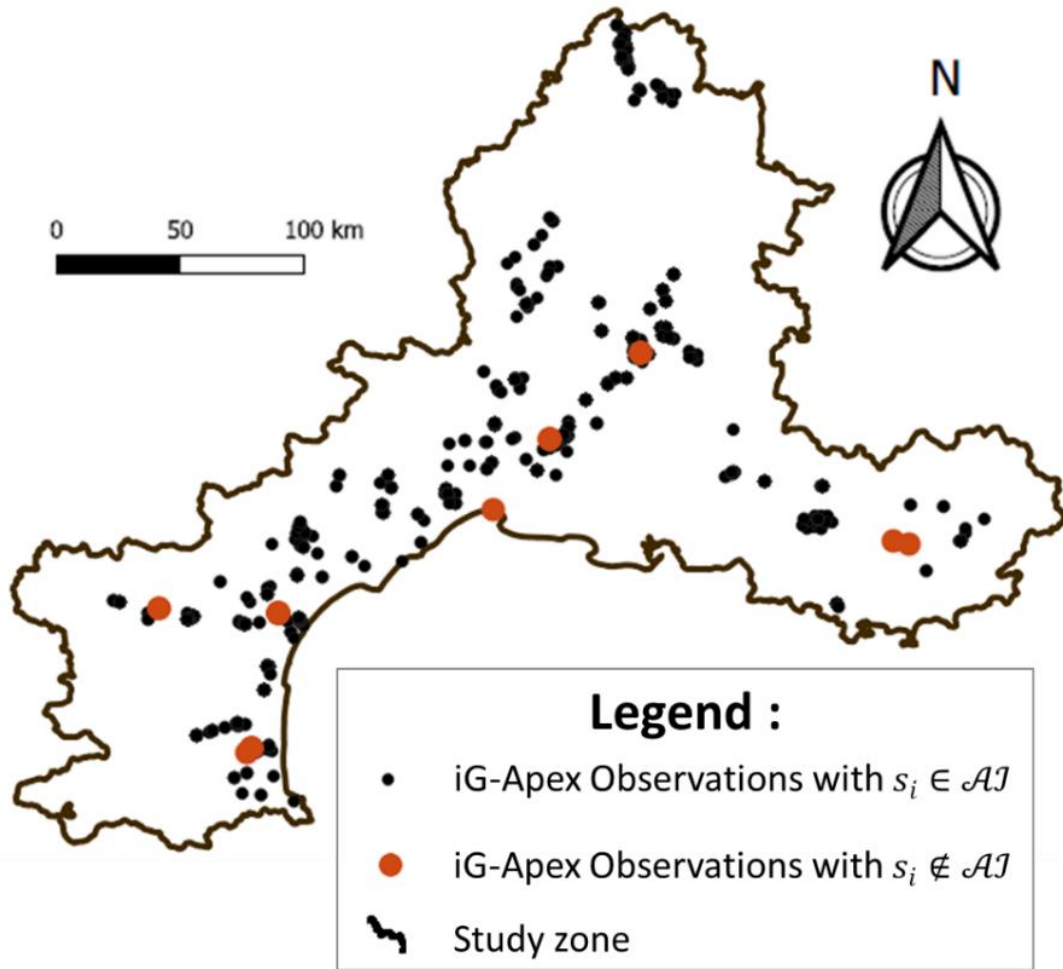 N
0 50 100 km
Legend :
iG-Apex Observations with 𝑠ᵢ ∈ 𝒜ℐ
iG-Apex Observations with 𝑠ᵢ ∉ 𝒜ℐ
Study zone